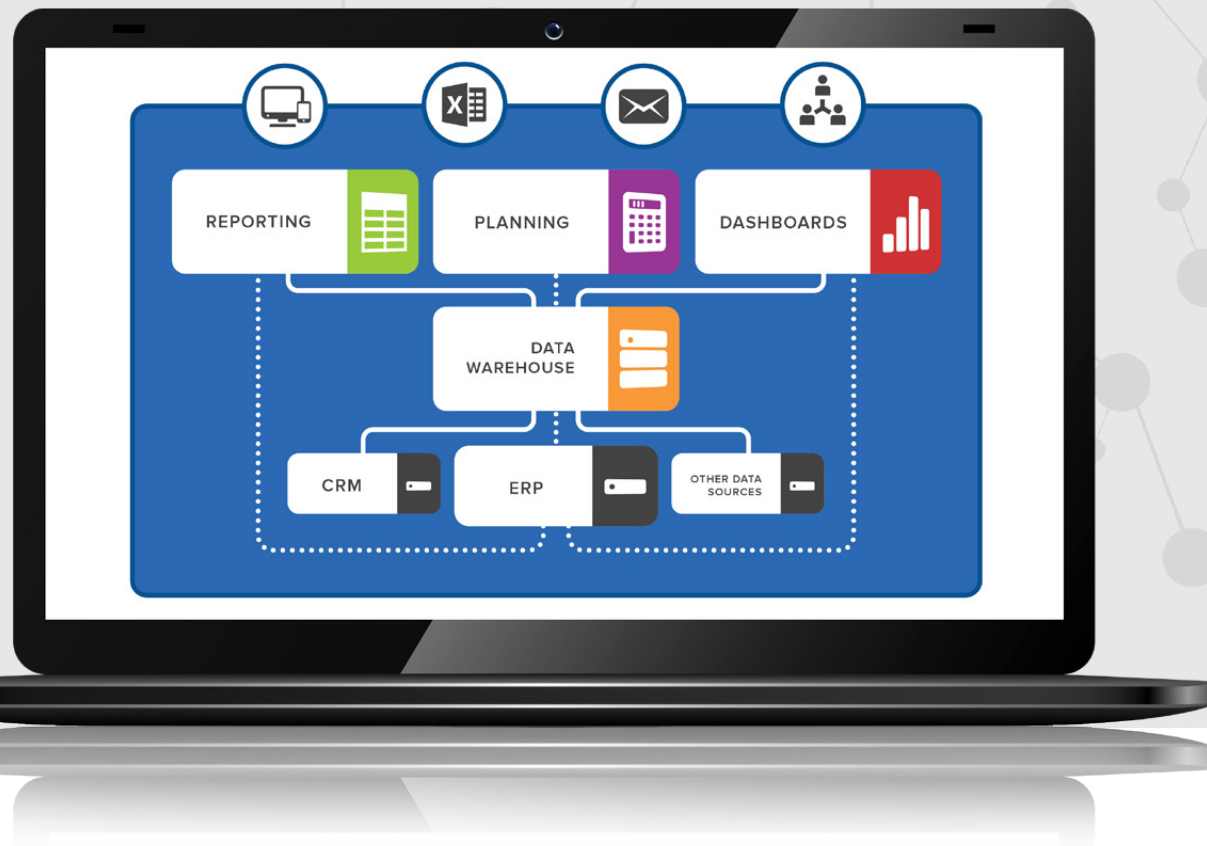 X
REPORTING
PLANNING
DASHBOARDS
DATA
WAREHOUSE
CRM
ERP
OTHER DATA
SOURCES